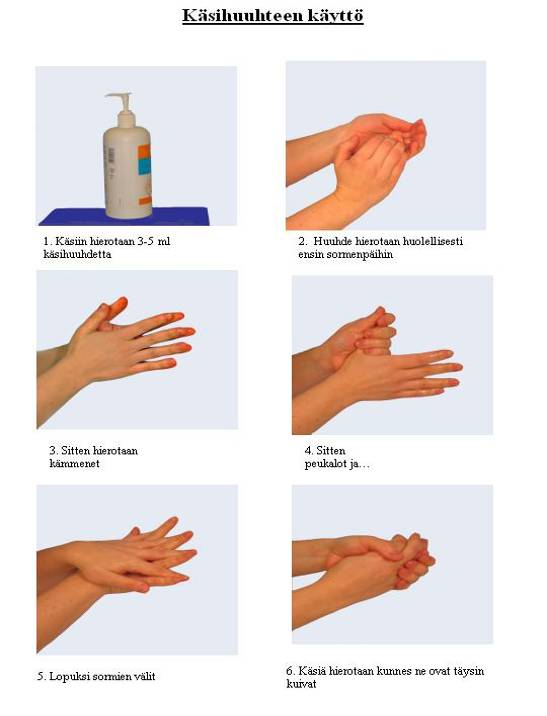 Käsihuuhteen käyttö
1. Käsiin hierotaan 3-5 ml
käsihuuhdetta
2.  Huuhde hierotaan huolellisesti
ensin sormenpäihin
3. Sitten hierotaan
kämmenet
4. Sitten
peukalot ja…
5. Lopuksi sormien välit
6. Käsiä hierotaan kunnes ne ovat täysin
kuivat